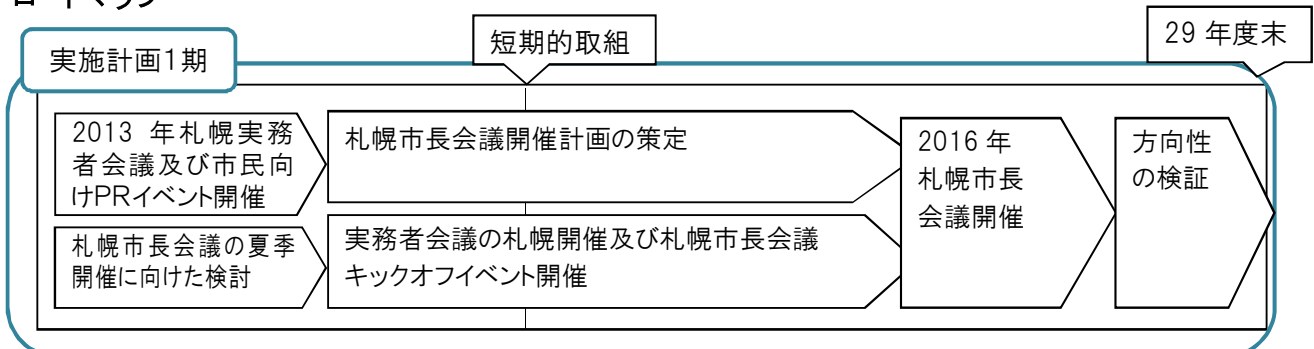 ロードマップ
実施計画1期
短期的取組
29 年度末
2013 年札幌実務
者会議及び市民向
けPRイベント開催
札幌市長会議開催計画の策定
2016 年
札幌市長
会議開催
方向性
の検証
札幌市長会議の夏季
開催に向けた検討
実務者会議の札幌開催及び札幌市長会議
キックオフイベント開催